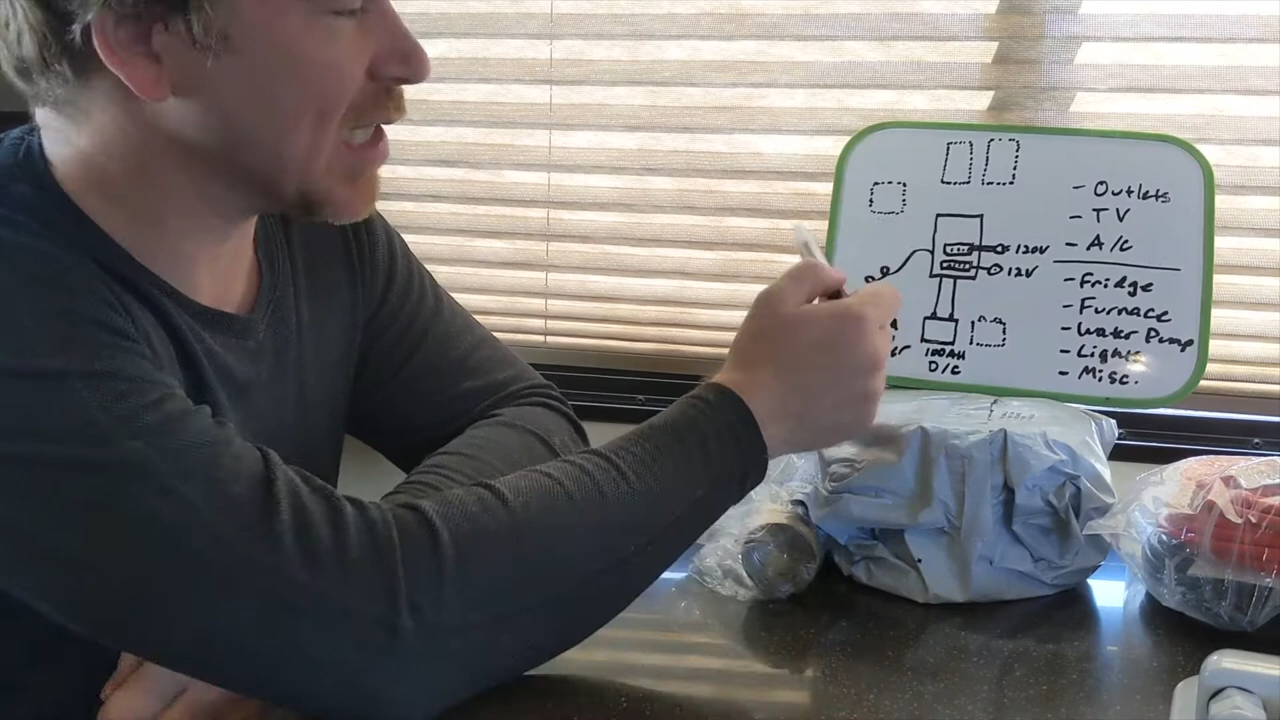 - Outlets
- TV
- A/C
120V
12V
- Fridge
- Furnace
- Water Pump
- Lights
- Misc.
100AH
D/C